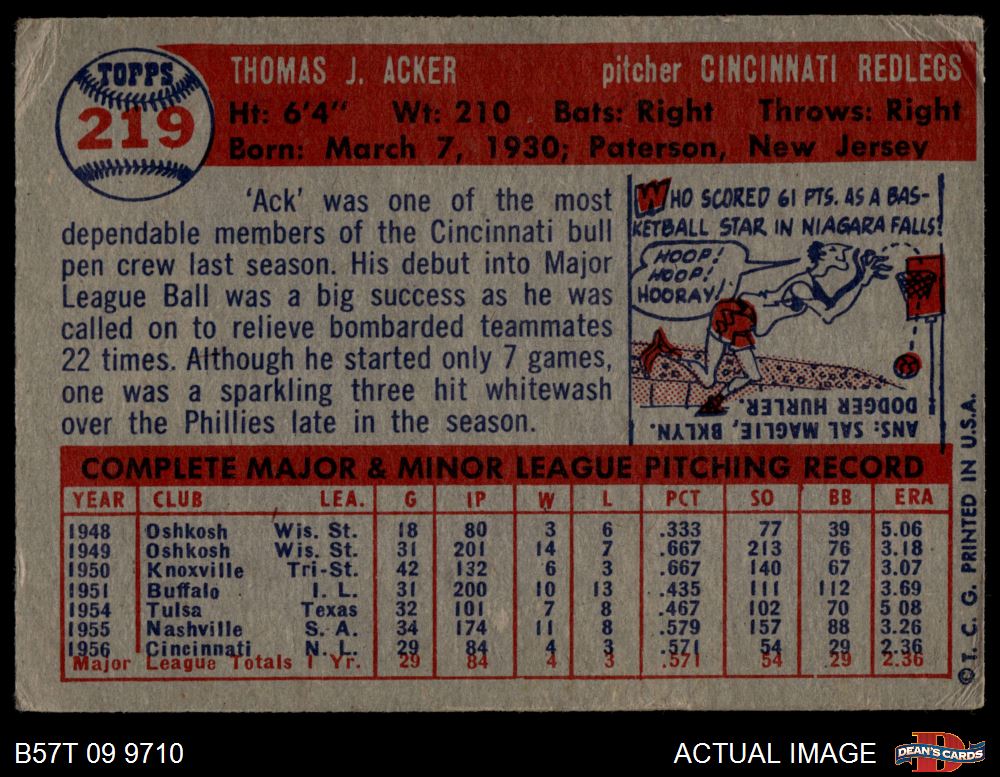 TOPPS
219
THOMAS J. ACKER pitcher CINCINNATI REDLEGS
Ht: 6'4" Wt: 210 Bats: Right Throws: Right
Born: March 7, 1930; Paterson, New Jersey
'Ack' was one of the most
dependable members of the Cincinnati bull
pen crew last season. His debut into Major
League Ball was a big success as he was
called on to relieve bombarded teammates
22 times. Although he started only 7 games,
one was a sparkling three hit whitewash
over the Phillies late in the season.
WHO SCORED 61 PTS. AS A BAS-
KETBALL STAR IN NIAGARA FALLS?
HOOP!
HOOP!
HOORAY!
ANS: SAL MAGLIE, BKLYN.
DODGER HURLER.
COMPLETE MAJOR & MINOR LEAGUE PITCHING RECORD
YEAR CLUB LEA. G IP W L PCT SO BB ERA
1948 Oshkosh Wis. St. 18 80 3 6 .333 77 39 5.06
1949 Oshkosh Wis. St. 31 201 14 7 .667 213 76 3.18
1950 Knoxville Tri-St. 42 132 6 3 .667 140 67 3.07
1951 Buffalo I. L. 31 200 10 13 .435 111 112 3.69
1954 Tulsa Texas 32 101 7 8 .467 102 70 5 08
1955 Nashville S. A. 34 174 11 8 .579 157 88 3.26
1956 Cincinnati N. L. 29 84 4 3 .571 54 29 2.36
Major League Totals 1 Yr. 29 84 4 3 .571 54 29 2.36
© T. C. G. PRINTED IN U.S.A.
B57T 09 9710 ACTUAL IMAGE
D
DEAN'S CARDS